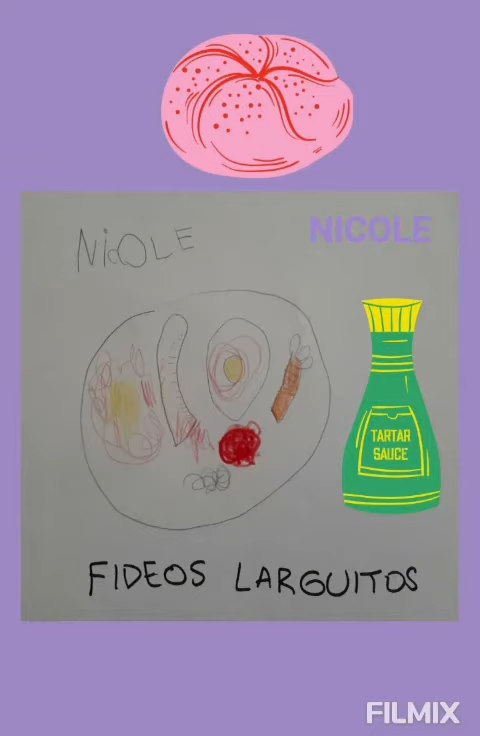 NICOLE
NICOLE
TARTAR
SAUCE
FIDEOS LARGUITOS
FILMIX